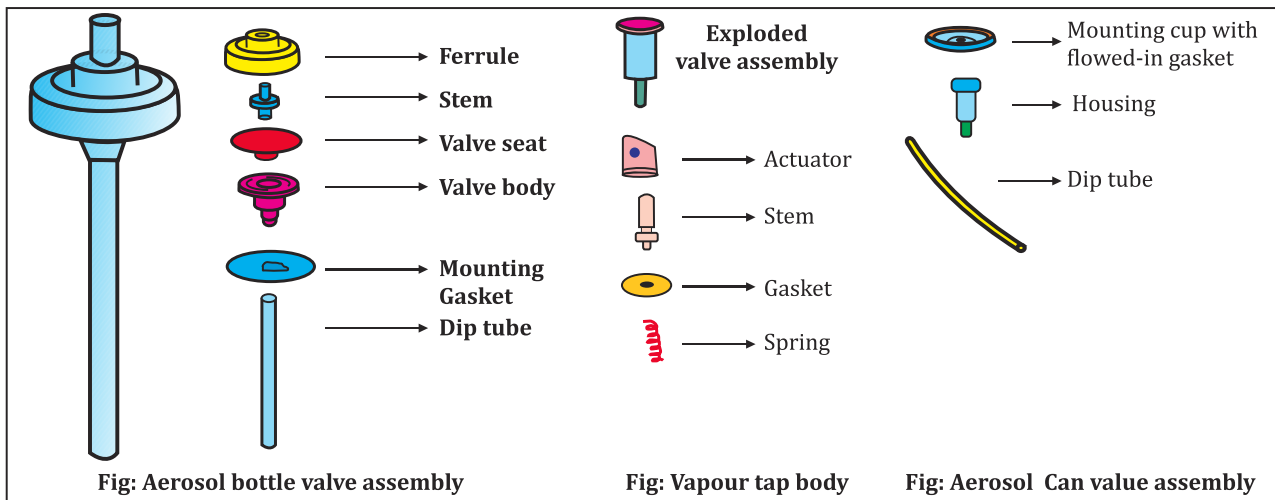 Ferrule
Stem
Valve seat
Valve body
Mounting
Gasket
Dip tube
Fig: Aerosol bottle valve assembly
Exploded
valve assembly
Actuator
Stem
Gasket
Spring
Fig: Vapour tap body
Mounting cup with
flowed-in gasket
Housing
Dip tube
Fig: Aerosol Can value assembly